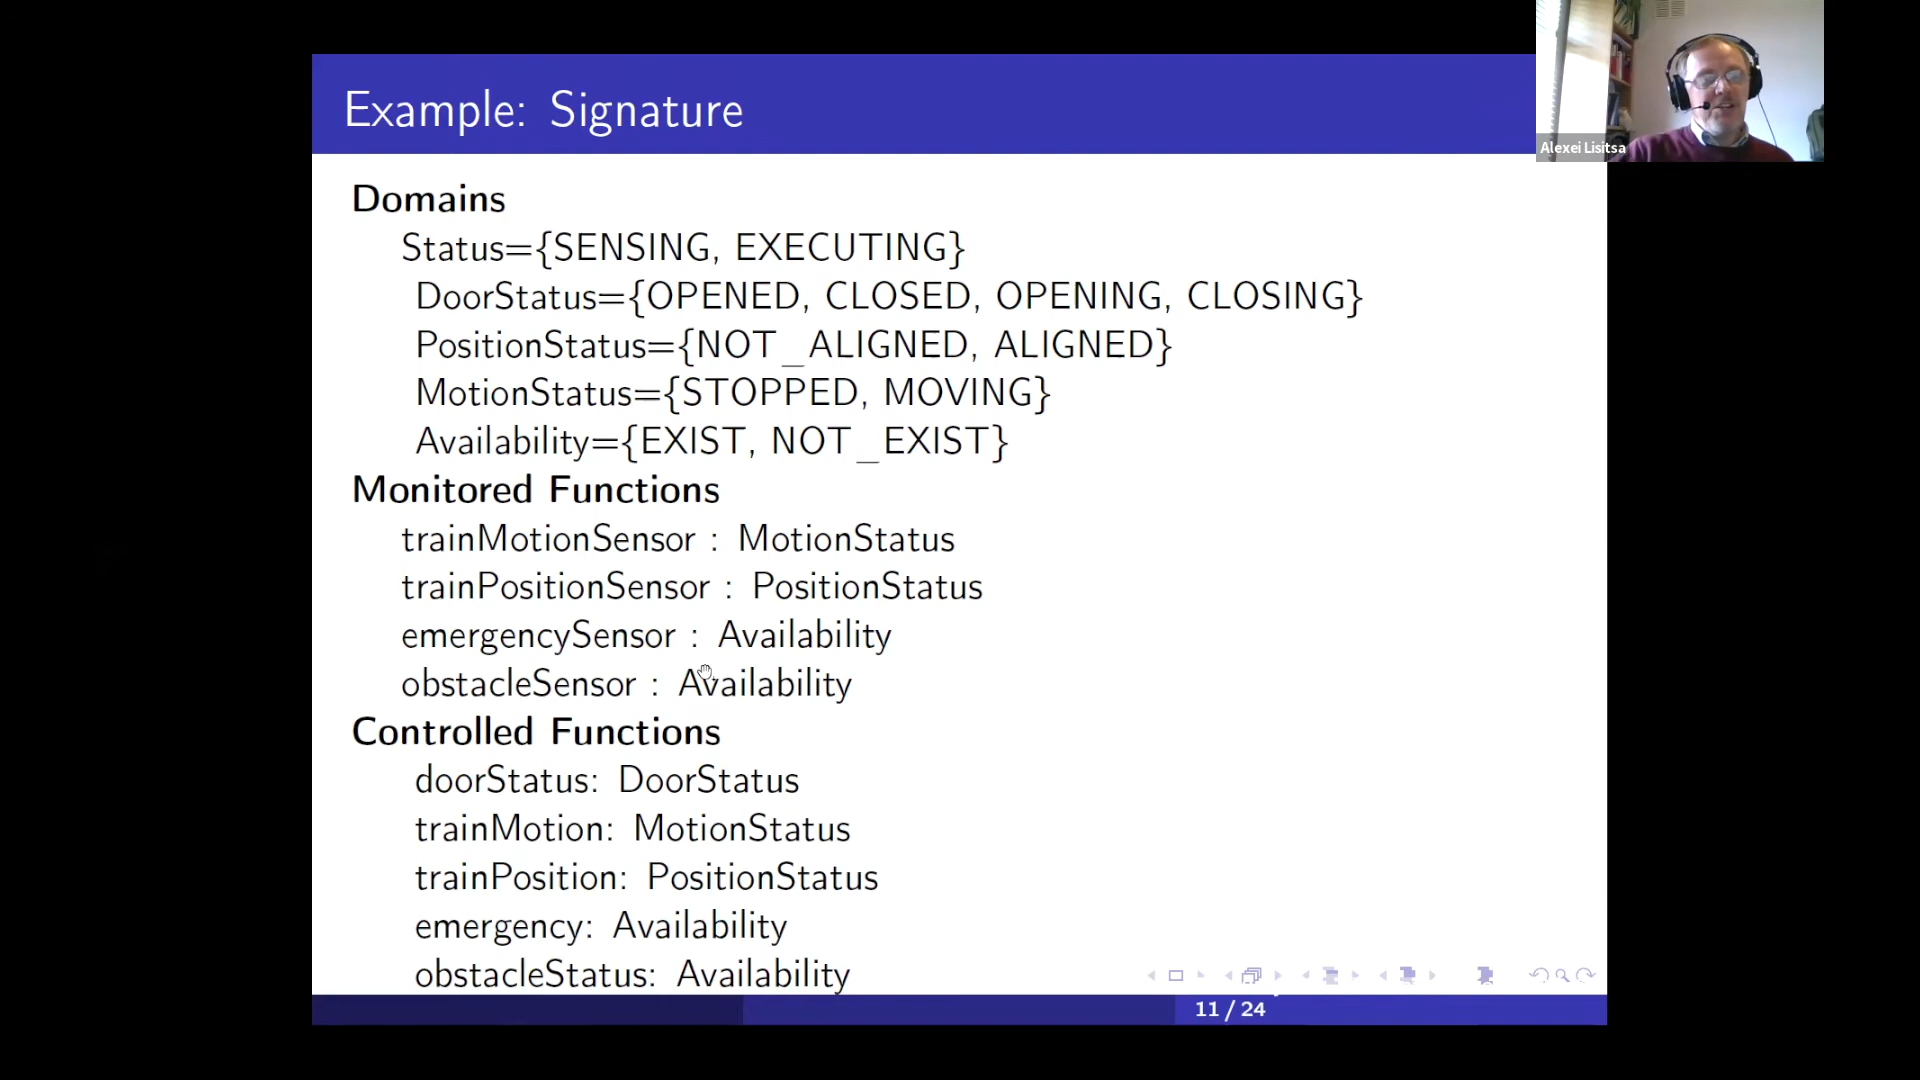 Example: Signature
Alexei Lisitsa
Domains
Status={SENSING, EXECUTING}
DoorStatus={OPENED, CLOSED, OPENING, CLOSING}
PositionStatus={NOT_ALIGNED, ALIGNED}
MotionStatus={STOPPED, MOVING}
Availability={EXIST, NOT_EXIST}
Monitored Functions
trainMotionSensor : MotionStatus
trainPositionSensor : PositionStatus
emergencySensor : Availability
obstacleSensor : Availability
Controlled Functions
doorStatus: DoorStatus
trainMotion: MotionStatus
trainPosition: PositionStatus
emergency: Availability
obstacleStatus: Availability
11 / 24